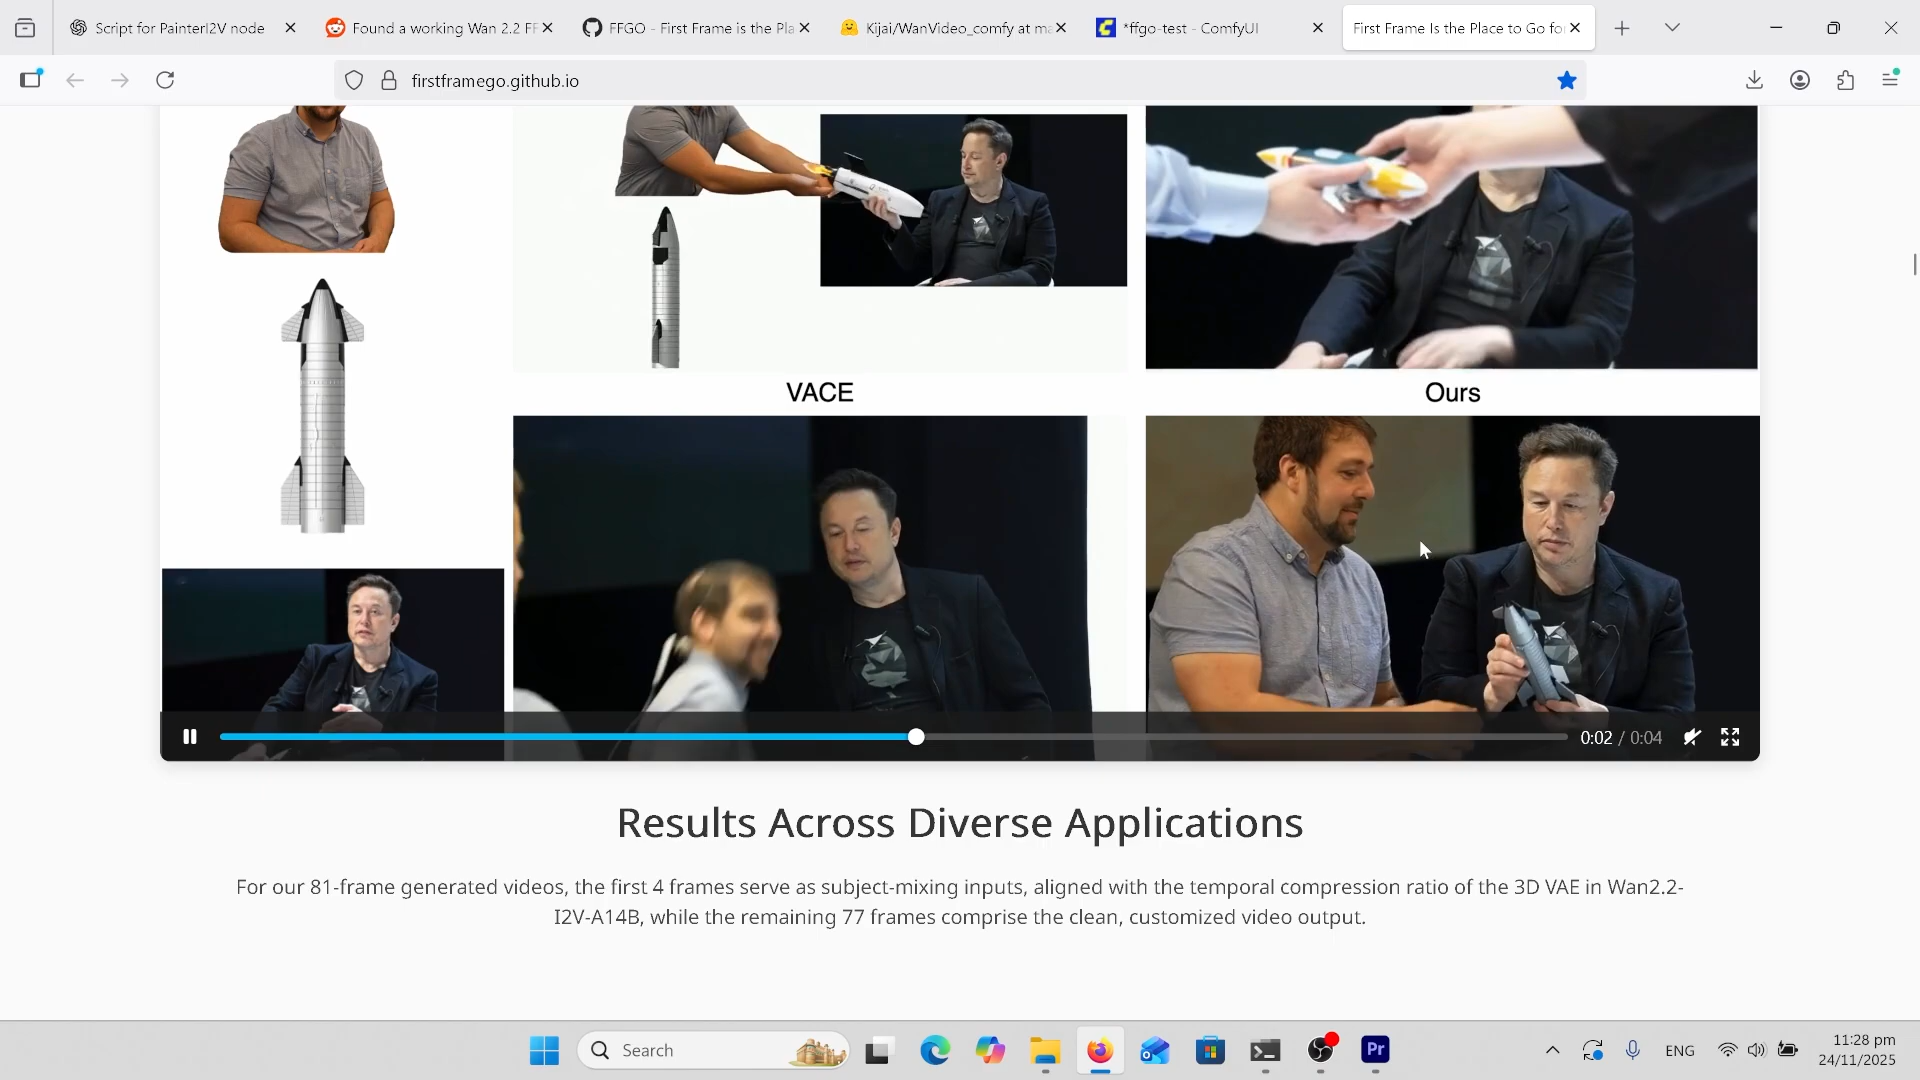 Script for PainterI2V node
Found a working Wan 2.2 FF
FFGO - First Frame is the Pla
Kijai/WanVideo_comfy at ma
*ffgo-test - ComfyUI
First Frame Is the Place to Go fo
firstframego.github.io
VACE
Ours
0:02 / 0:04
Results Across Diverse Applications
For our 81-frame generated videos, the first 4 frames serve as subject-mixing inputs, aligned with the temporal compression ratio of the 3D VAE in Wan2.2-
I2V-A14B, while the remaining 77 frames comprise the clean, customized video output.
Search
Pr
ENG
11:28 pm
24/11/2025